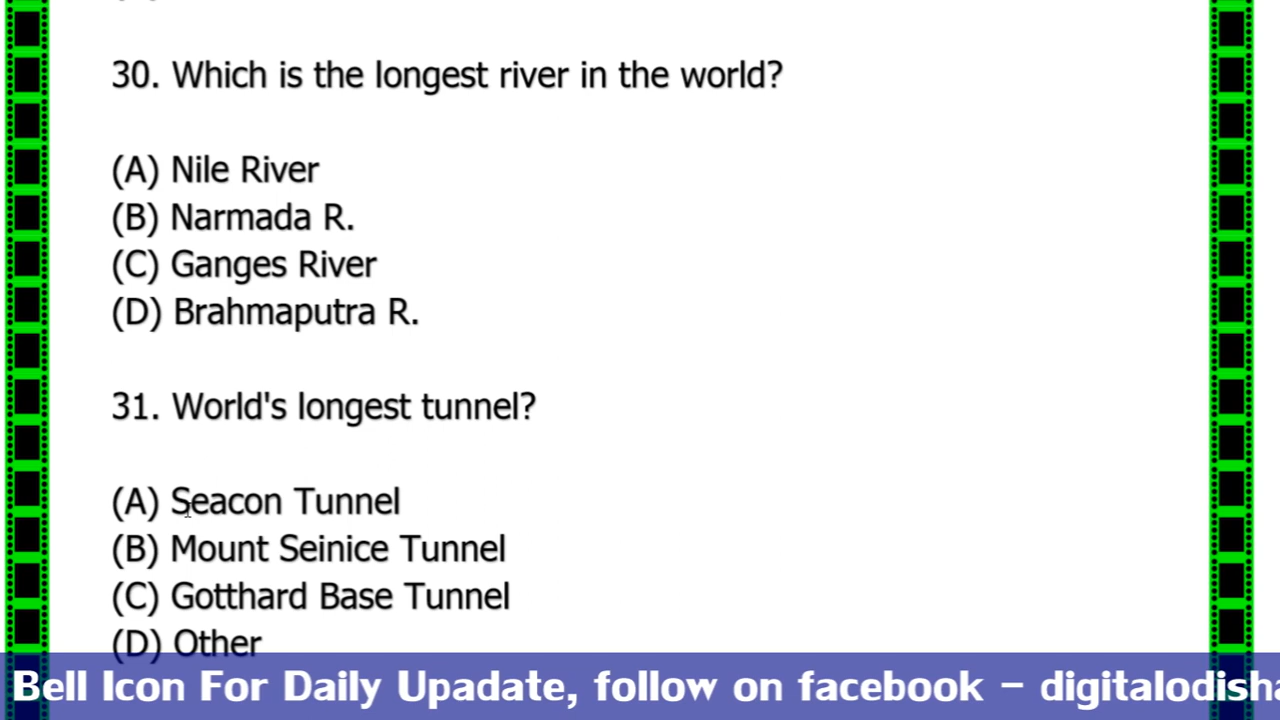 30. Which is the longest river in the world?
(A) Nile River
(B) Narmada R.
(C) Ganges River
(D) Brahmaputra R.
31. World's longest tunnel?
(A) Seacon Tunnel
(B) Mount Seinice Tunnel
(C) Gotthard Base Tunnel
(D) Other
Bell Icon For Daily Upadate, follow on facebook – digitalodisha